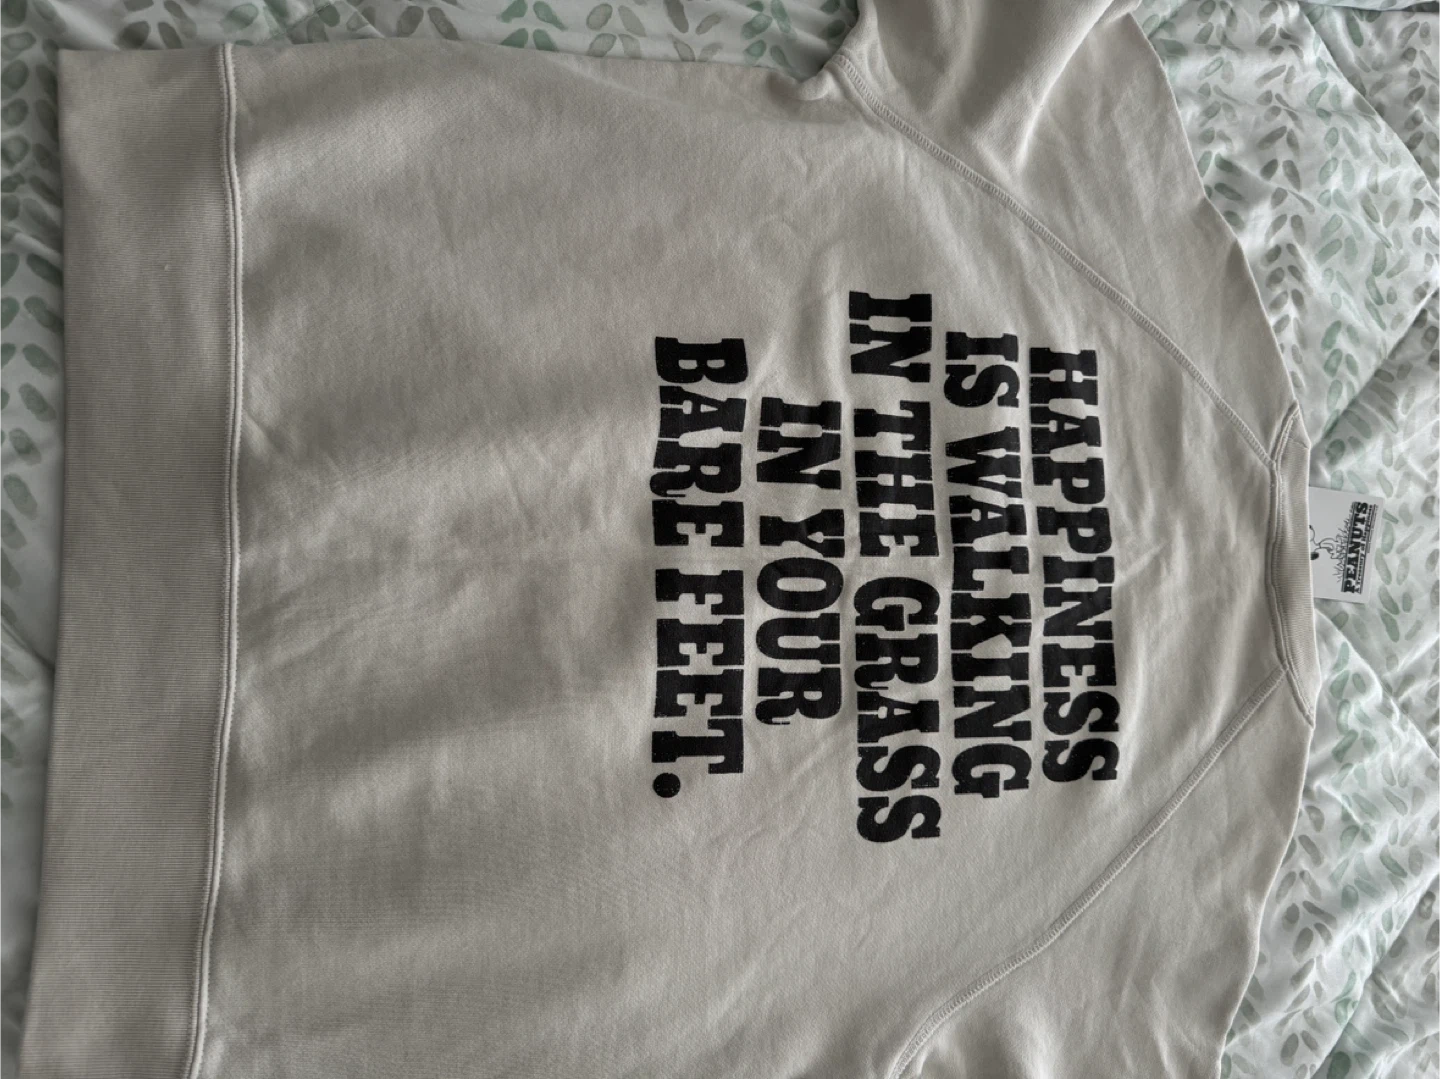 HAPPINESS
IS WALKING
IN THE GRASS
IN YOUR
BARE FEET.
PEANUTS